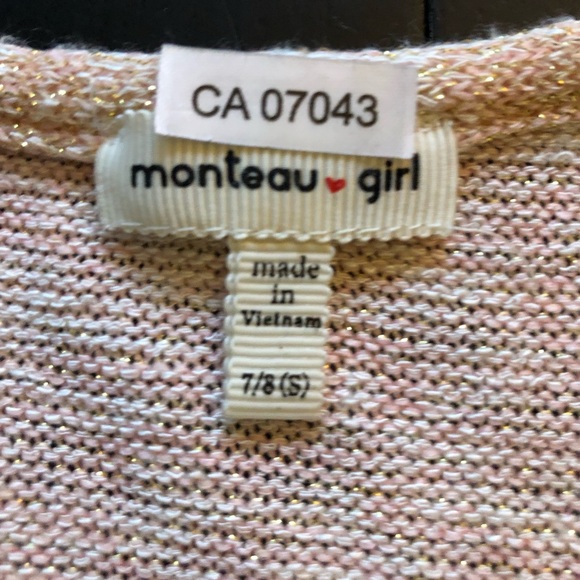 CA 07043
monteau girl
made
in
Vietnam
7/8 (S)